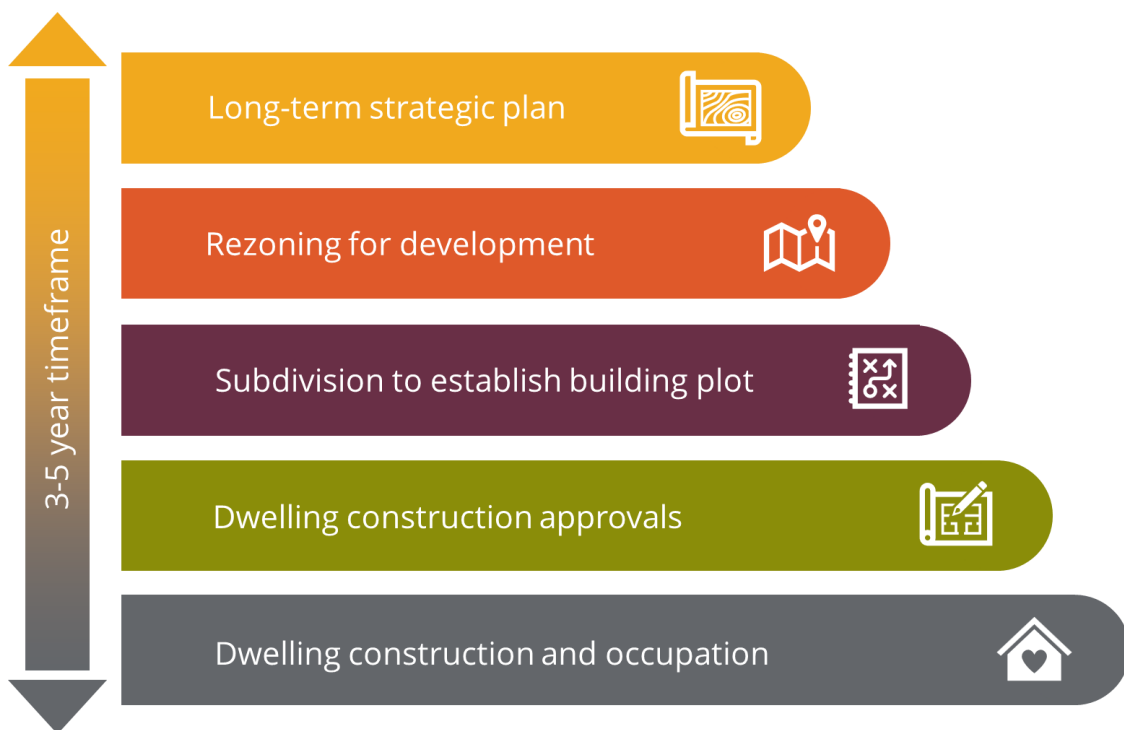 Long-term strategic plan
Rezoning for development
Subdivision to establish building plot
Dwelling construction approvals
Dwelling construction and occupation
3-5 year timeframe